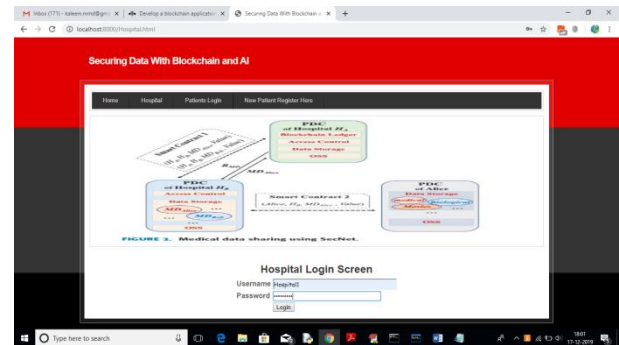 Inbox (171) - kaleem.mmd@gm
Develop a blockchain applicatio
Securing Data With Blockchain a
localhost:8000/Hospital.html
Securing Data With Blockchain and AI
Home Hospital Patients Login New Patient Register Here
PDC
of Hospital
Blockchain Ledger
Access Control
Data Storage
OSS
Smart Contract 1
PDC
of Hospital
Access Control
Data Storage
...
OSS
Smart Contract 2
PDC
of Alice
Data Storage
medical biological
Movies ...
...
OSS
FIGURE 2. Medical data sharing using SecNet.
Hospital Login Screen
Username Hospital1
Password ••••••••
Login
Type here to search
18:01
17-12-2019